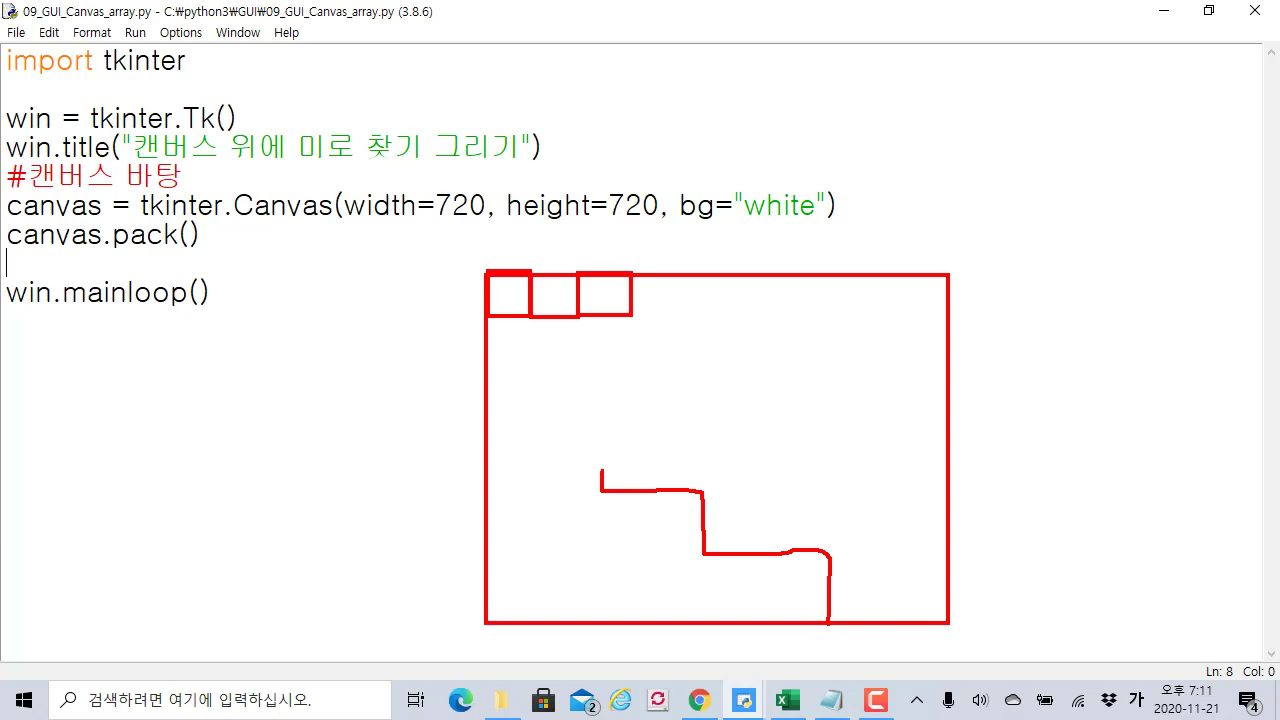 09_GUI_Canvas_array.py - C:₩python3₩GUI₩09_GUI_Canvas_array.py (3.8.6)
File Edit Format Run Options Window Help
import tkinter
win = tkinter.Tk()
win.title("캔버스 위에 미로 찾기 그리기")
#캔버스 바탕
canvas = tkinter.Canvas(width=720, height=720, bg="white")
canvas.pack()
win.mainloop()
Ln: 8 Col: 0
검색하려면 여기에 입력하십시오.
2
가
오후 7:11
2020-11-21
4